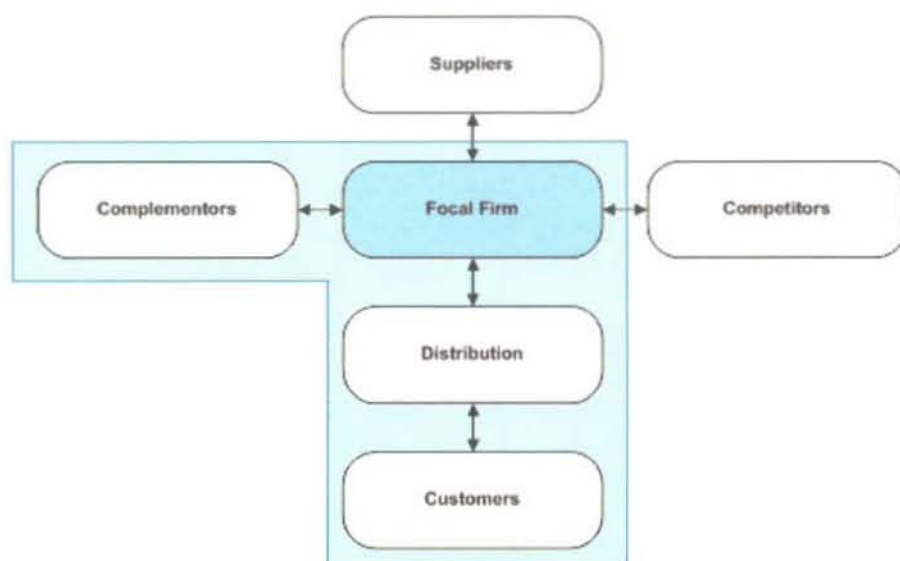 Suppliers
Complementors
Focal Firm
Competitors
Distribution
Customers